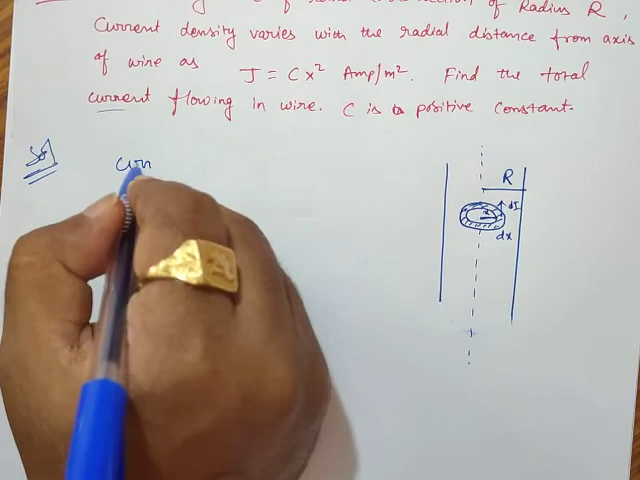 of Radius R,
Current density varies with the radial distance from axis
of wire as J = Cx² Amp/m². Find the total
current flowing in wire. C is a positive constant.
Sol
R
x
dI
dx